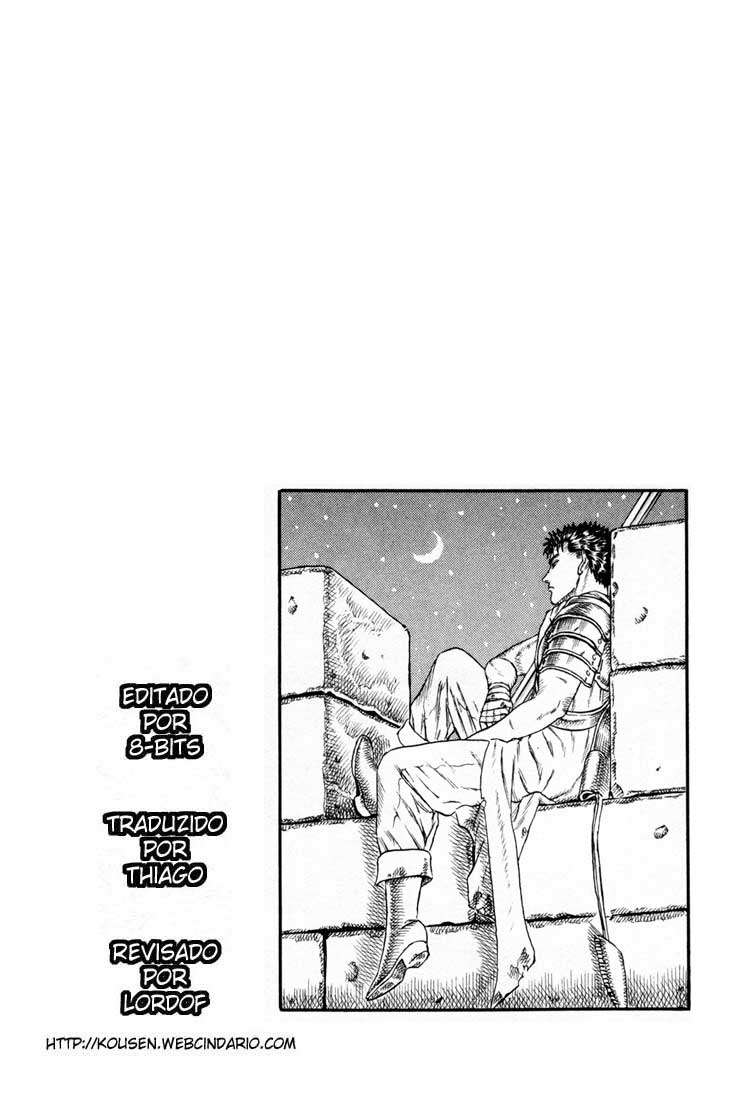 EDITADO
POR
8-BITS
TRADUZIDO
POR
THIAGO
REVISADO
POR
LORDOF
HTTP://KOUSEN.WEBCINDARIO.COM